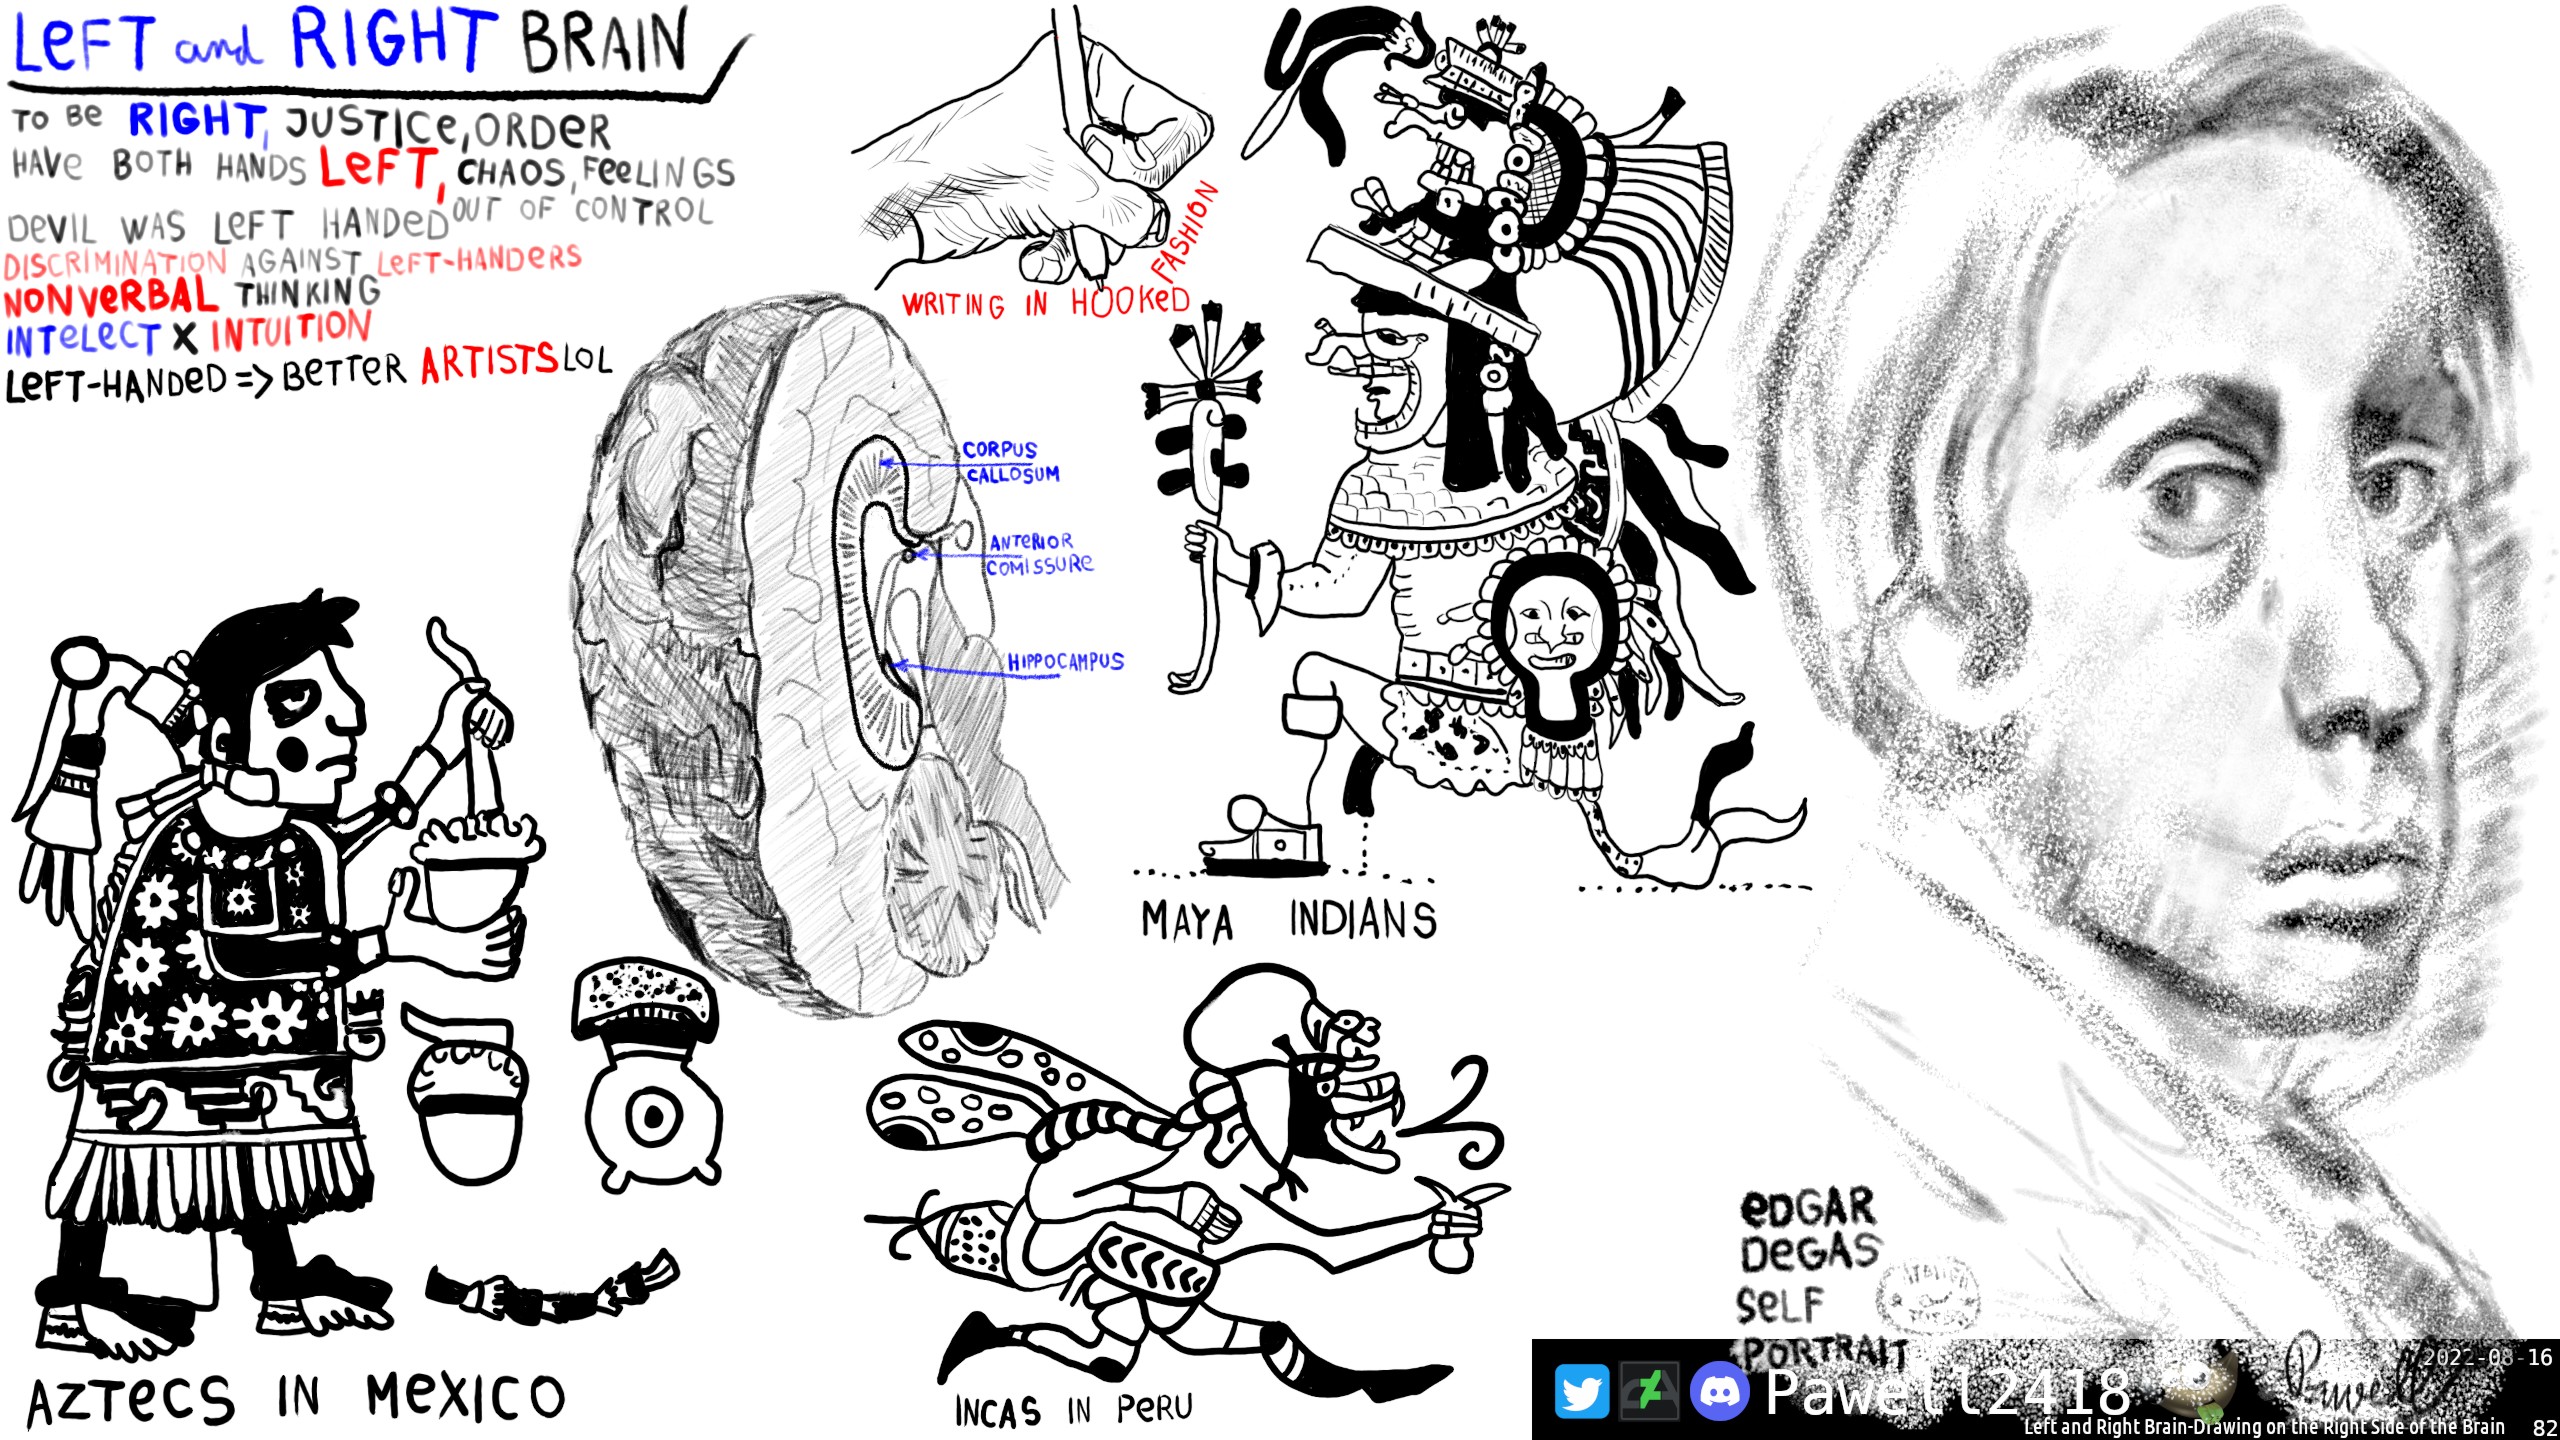 LEFT and RIGHT BRAIN
TO BE RIGHT, JUSTICE, ORDER
HAVE BOTH HANDS LEFT, CHAOS, FEELINGS
OUT OF CONTROL
DEVIL WAS LEFT HANDED
DISCRIMINATION AGAINST LEFT-HANDERS
NONVERBAL THINKING
INTELECT X INTUITION
LEFT-HANDED => BETTER ARTISTS LOL
WRITING IN HOOKED FASHION
CORPUS
CALLOSUM
ANTERIOR
COMISSURE
HIPPOCAMPUS
MAYA INDIANS
AZTECS IN MEXICO
INCAS IN PERU
EDGAR
DEGAS
SELF
PORTRAIT
Pawell2418
2022-08-16
Left and Right Brain-Drawing on the Right Side of the Brain 82